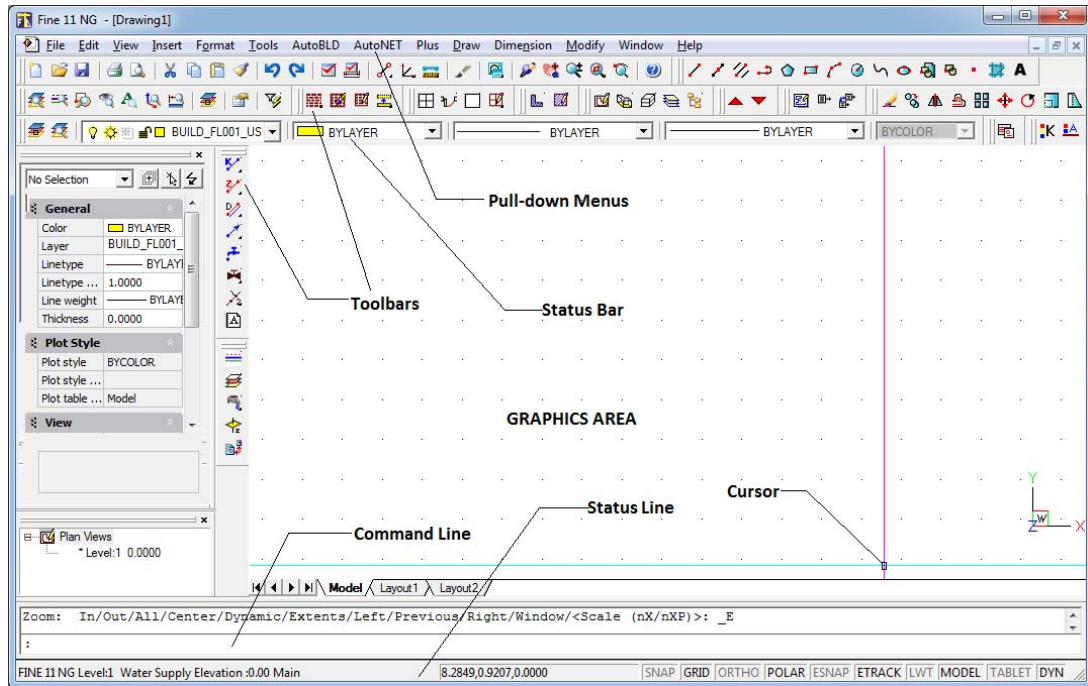 Fine 11 NG - [Drawing1]
File Edit View Insert Format Tools AutoBLD AutoNET Plus Draw Dimension Modify Window Help
BUILD_FL001_US BYLAYER BYLAYER BYLAYER BYCOLOR
No Selection
General
Color BYLAYER
Layer BUILD_FL001_
Linetype BYLAYE
Linetype ... 1.0000
Line weight BYLAYE
Thickness 0.0000
Plot Style
Plot style BYCOLOR
Plot style ...
Plot table ... Model
View
Pull-down Menus
Toolbars
Status Bar
GRAPHICS AREA
Cursor
Status Line
Command Line
Y
W
Z
X
Plan Views
* Level:1 0.0000
Model Layout1 Layout2
Zoom: In/Out/All/Center/Dynamic/Extents/Left/Previous/Right/Window/<Scale (nX/nXP)>: _E
:
FINE 11 NG Level:1 Water Supply Elevation :0.00 Main 8.2849,0.9207,0.0000 SNAP GRID ORTHO POLAR ESNAP ETRACK LWT MODEL TABLET DYN